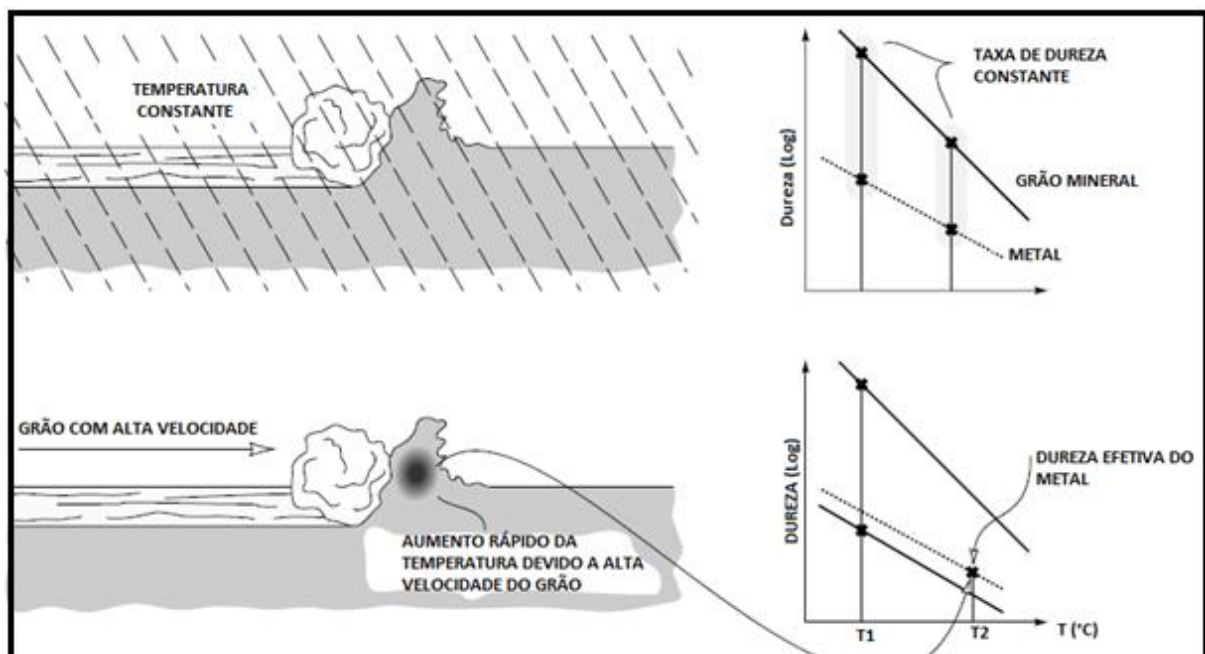 TEMPERATURA
CONSTANTE
Dureza (Log)
TAXA DE DUREZA
CONSTANTE
GRÃO MINERAL
METAL
GRÃO COM ALTA VELOCIDADE
AUMENTO RÁPIDO DA
TEMPERATURA DEVIDO A ALTA
VELOCIDADE DO GRÃO
DUREZA (Log)
DUREZA EFETIVA DO
METAL
T1
T2
T (°C)